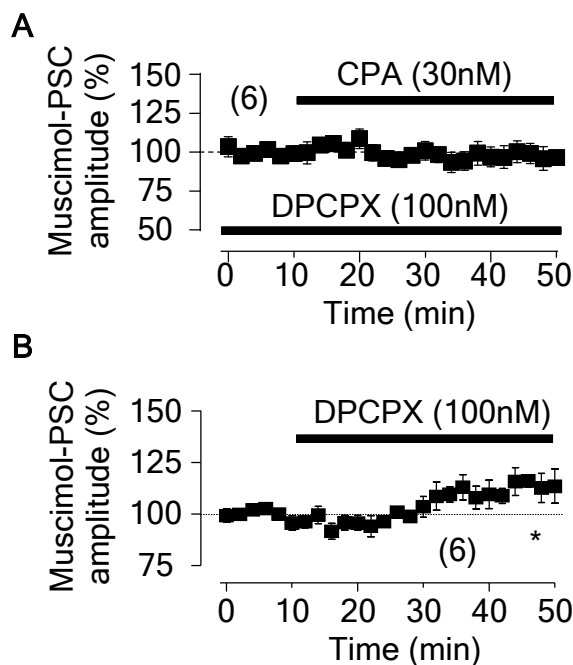 A
Muscimol-PSC
amplitude (%)
150
125
100
75
50
(6)
CPA (30nM)
DPCPX (100nM)
0 10 20 30 40 50
Time (min)
B
Muscimol-PSC
amplitude (%)
150
125
100
75
DPCPX (100nM)
(6)
*
0 10 20 30 40 50
Time (min)